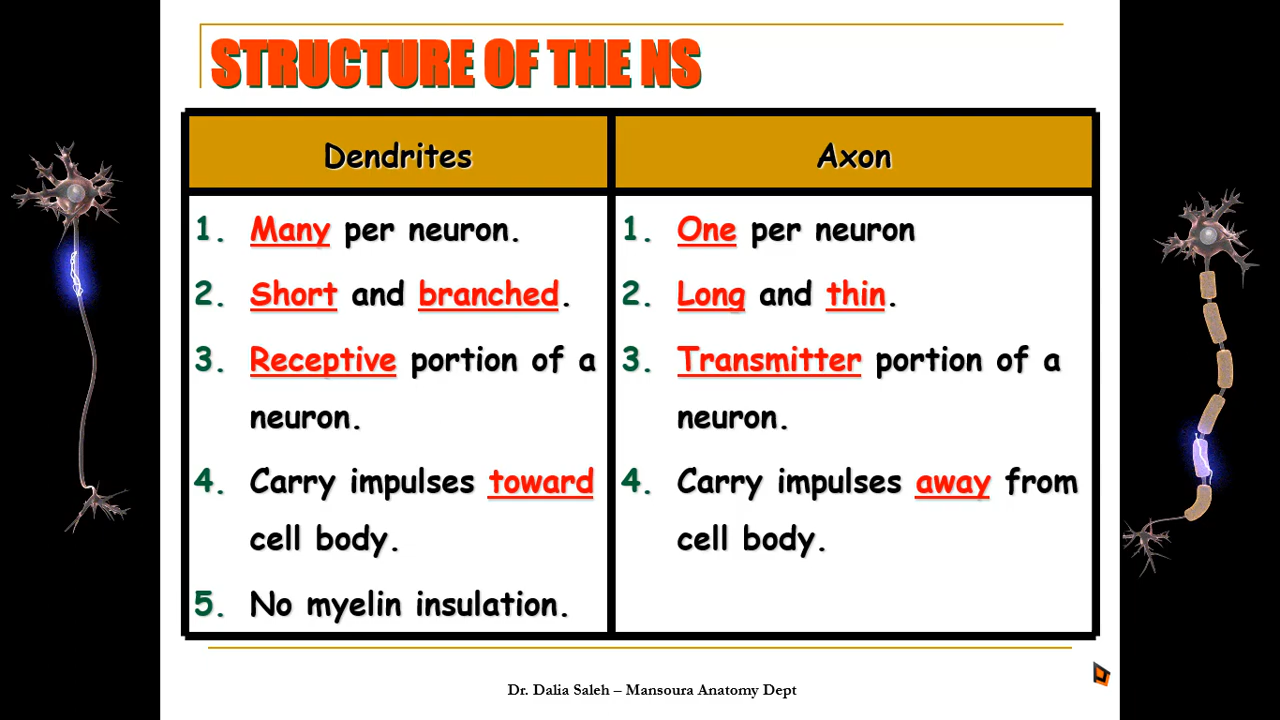 STRUCTURE OF THE NS
Dendrites
1. Many per neuron.
2. Short and branched.
3. Receptive portion of a
neuron.
4. Carry impulses toward
cell body.
5. No myelin insulation.
Axon
1. One per neuron
2. Long and thin.
3. Transmitter portion of a
neuron.
4. Carry impulses away from
cell body.
Dr. Dalia Saleh – Mansoura Anatomy Dept